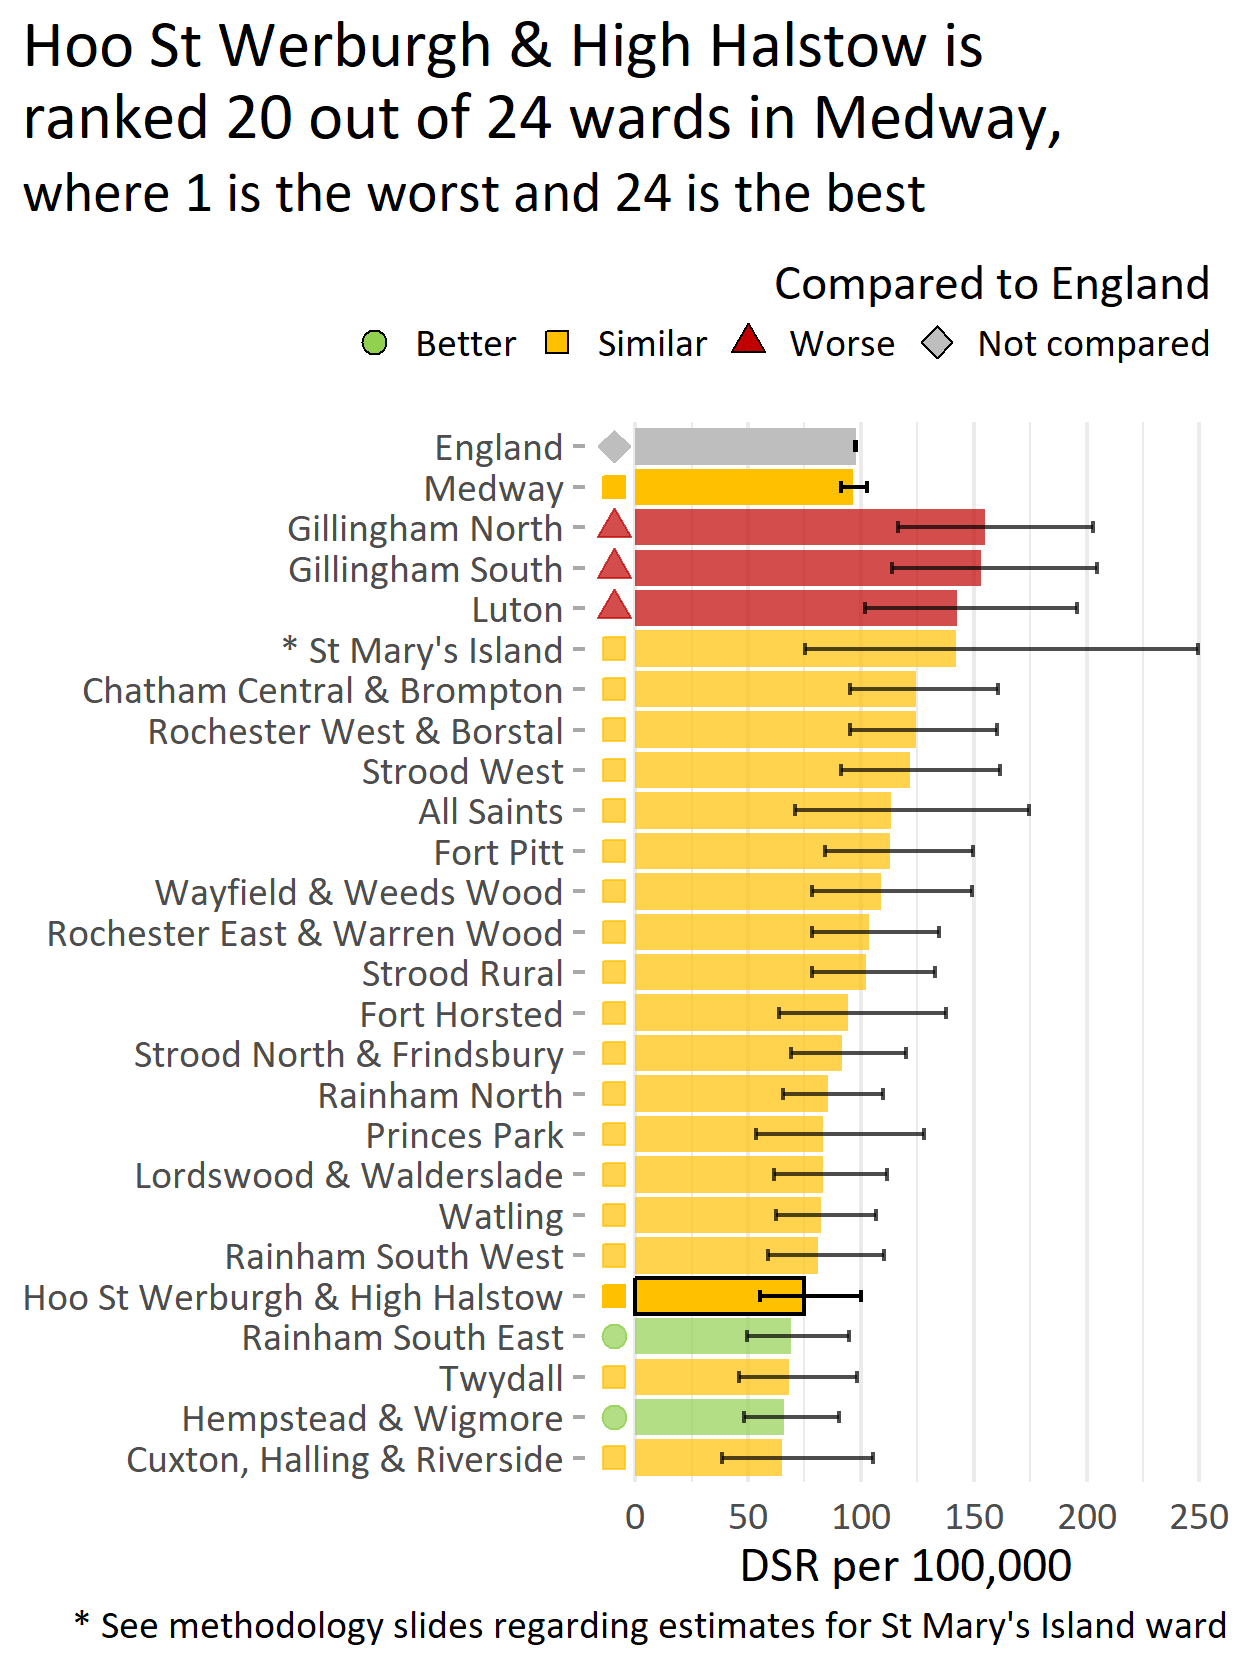 Hoo St Werburgh & High Halstow is
ranked 20 out of 24 wards in Medway,
where 1 is the worst and 24 is the best
Compared to England
Better Similar Worse Not compared
England
Medway
Gillingham North
Gillingham South
Luton
* St Mary's Island
Chatham Central & Brompton
Rochester West & Borstal
Strood West
All Saints
Fort Pitt
Wayfield & Weeds Wood
Rochester East & Warren Wood
Strood Rural
Fort Horsted
Strood North & Frindsbury
Rainham North
Princes Park
Lordswood & Walderslade
Watling
Rainham South West
Hoo St Werburgh & High Halstow
Rainham South East
Twydall
Hempstead & Wigmore
Cuxton, Halling & Riverside
0 50 100 150 200 250
DSR per 100,000
* See methodology slides regarding estimates for St Mary's Island ward